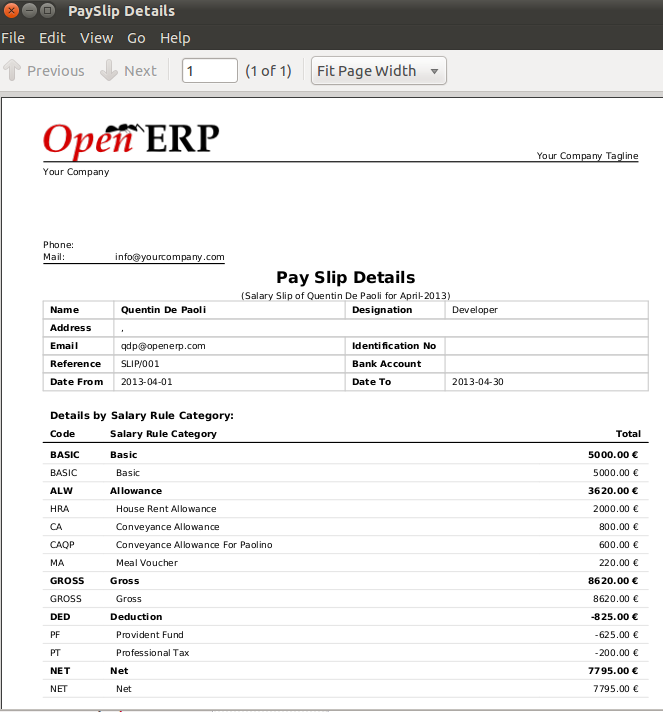 PaySlip Details
File Edit View Go Help
Previous Next 1 (1 of 1) Fit Page Width
Open ERP
Your Company Tagline
Your Company
Phone:
Mail: info@yourcompany.com
Pay Slip Details
(Salary Slip of Quentin De Paoli for April-2013)
Name Quentin De Paoli Designation Developer
Address ,
Email qdp@openerp.com Identification No
Reference SLIP/001 Bank Account
Date From 2013-04-01 Date To 2013-04-30
Details by Salary Rule Category:
Code Salary Rule Category Total
BASIC Basic 5000.00 €
BASIC Basic 5000.00 €
ALW Allowance 3620.00 €
HRA House Rent Allowance 2000.00 €
CA Conveyance Allowance 800.00 €
CAQP Conveyance Allowance For Paolino 600.00 €
MA Meal Voucher 220.00 €
GROSS Gross 8620.00 €
GROSS Gross 8620.00 €
DED Deduction -825.00 €
PF Provident Fund -625.00 €
PT Professional Tax -200.00 €
NET Net 7795.00 €
NET Net 7795.00 €